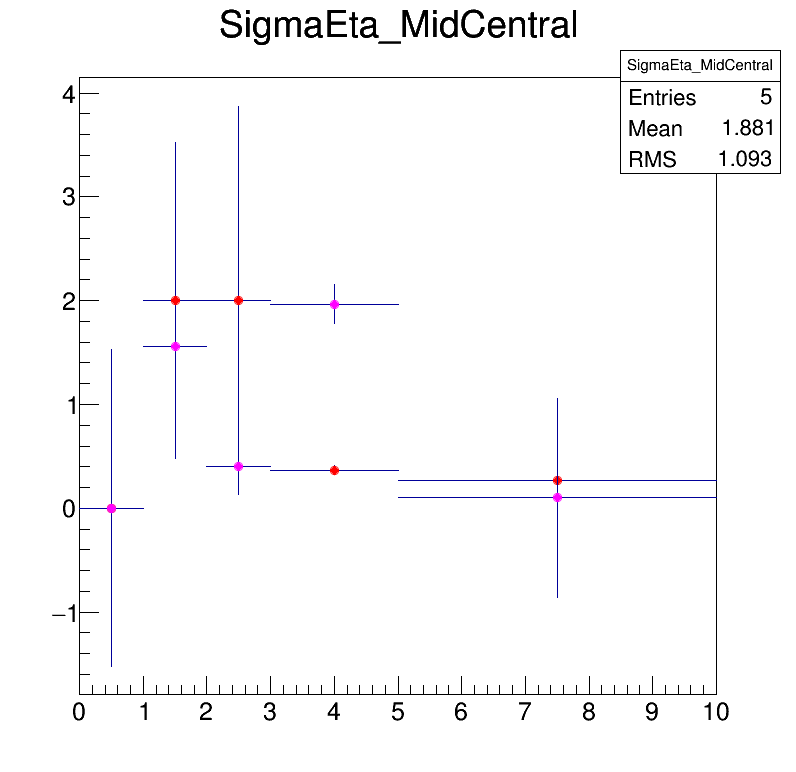 SigmaEta_MidCentral
SigmaEta_MidCentral
Entries 5
Mean 1.881
RMS 1.093
4
3
2
1
0
−1
0 1 2 3 4 5 6 7 8 9 10